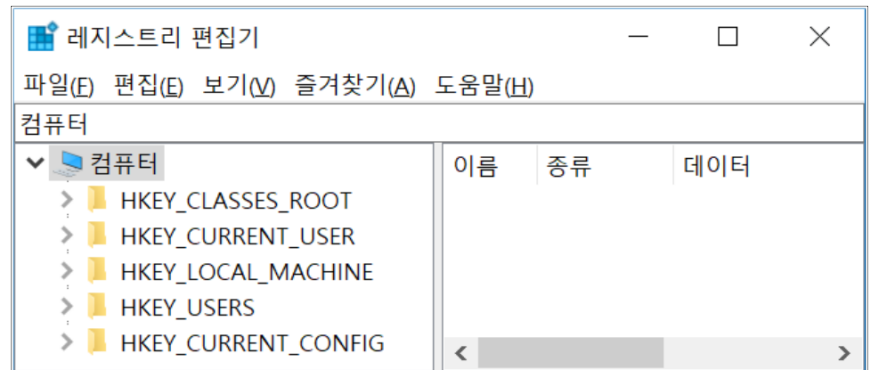 레지스트리 편집기
파일(F) 편집(E) 보기(V) 즐겨찾기(A) 도움말(H)
컴퓨터
컴퓨터
이름 종류 데이터
HKEY_CLASSES_ROOT
HKEY_CURRENT_USER
HKEY_LOCAL_MACHINE
HKEY_USERS
HKEY_CURRENT_CONFIG